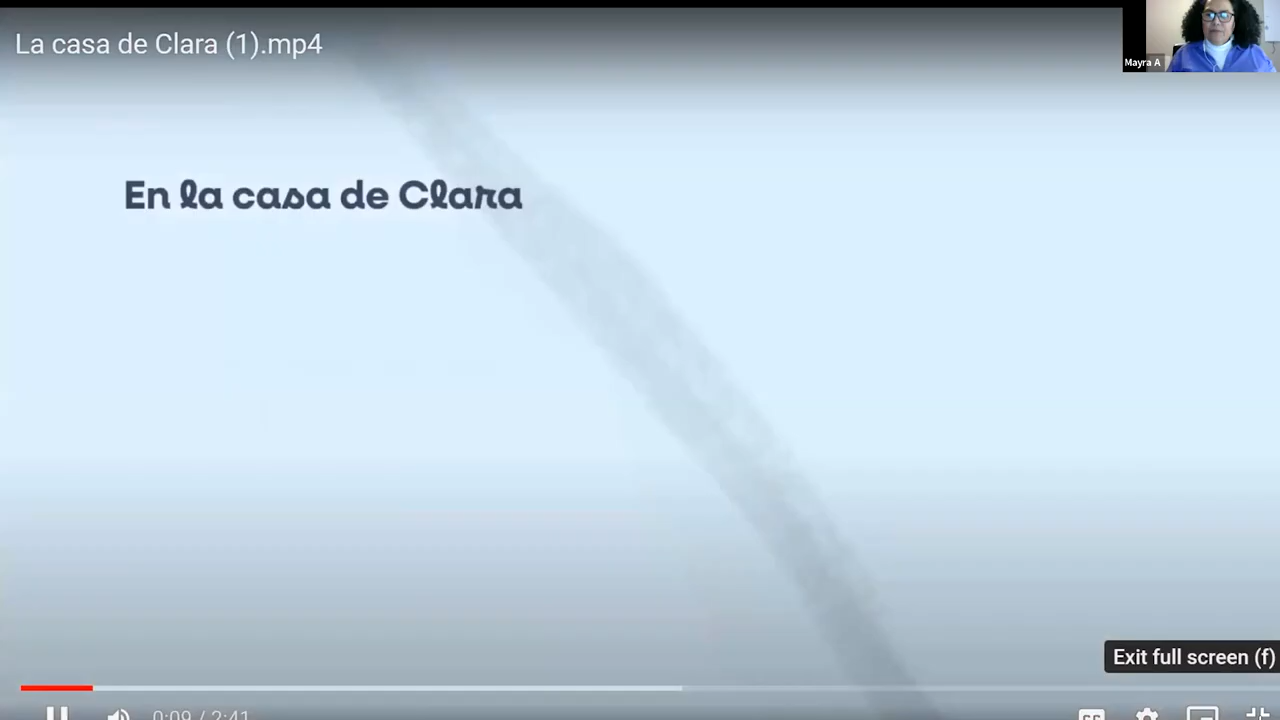 La casa de Clara (1).mp4
Mayra A
En la casa de Clara
Exit full screen (f)
0:09 / 2:41
CC